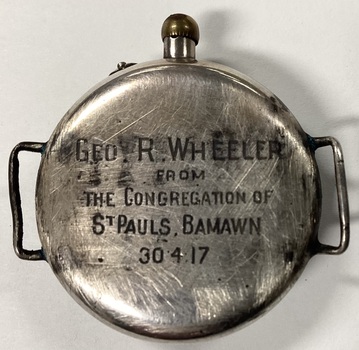 GEO. R. WHEELER
FROM
THE CONGREGATION OF
ST PAULS, BAMAWN
30·4·17